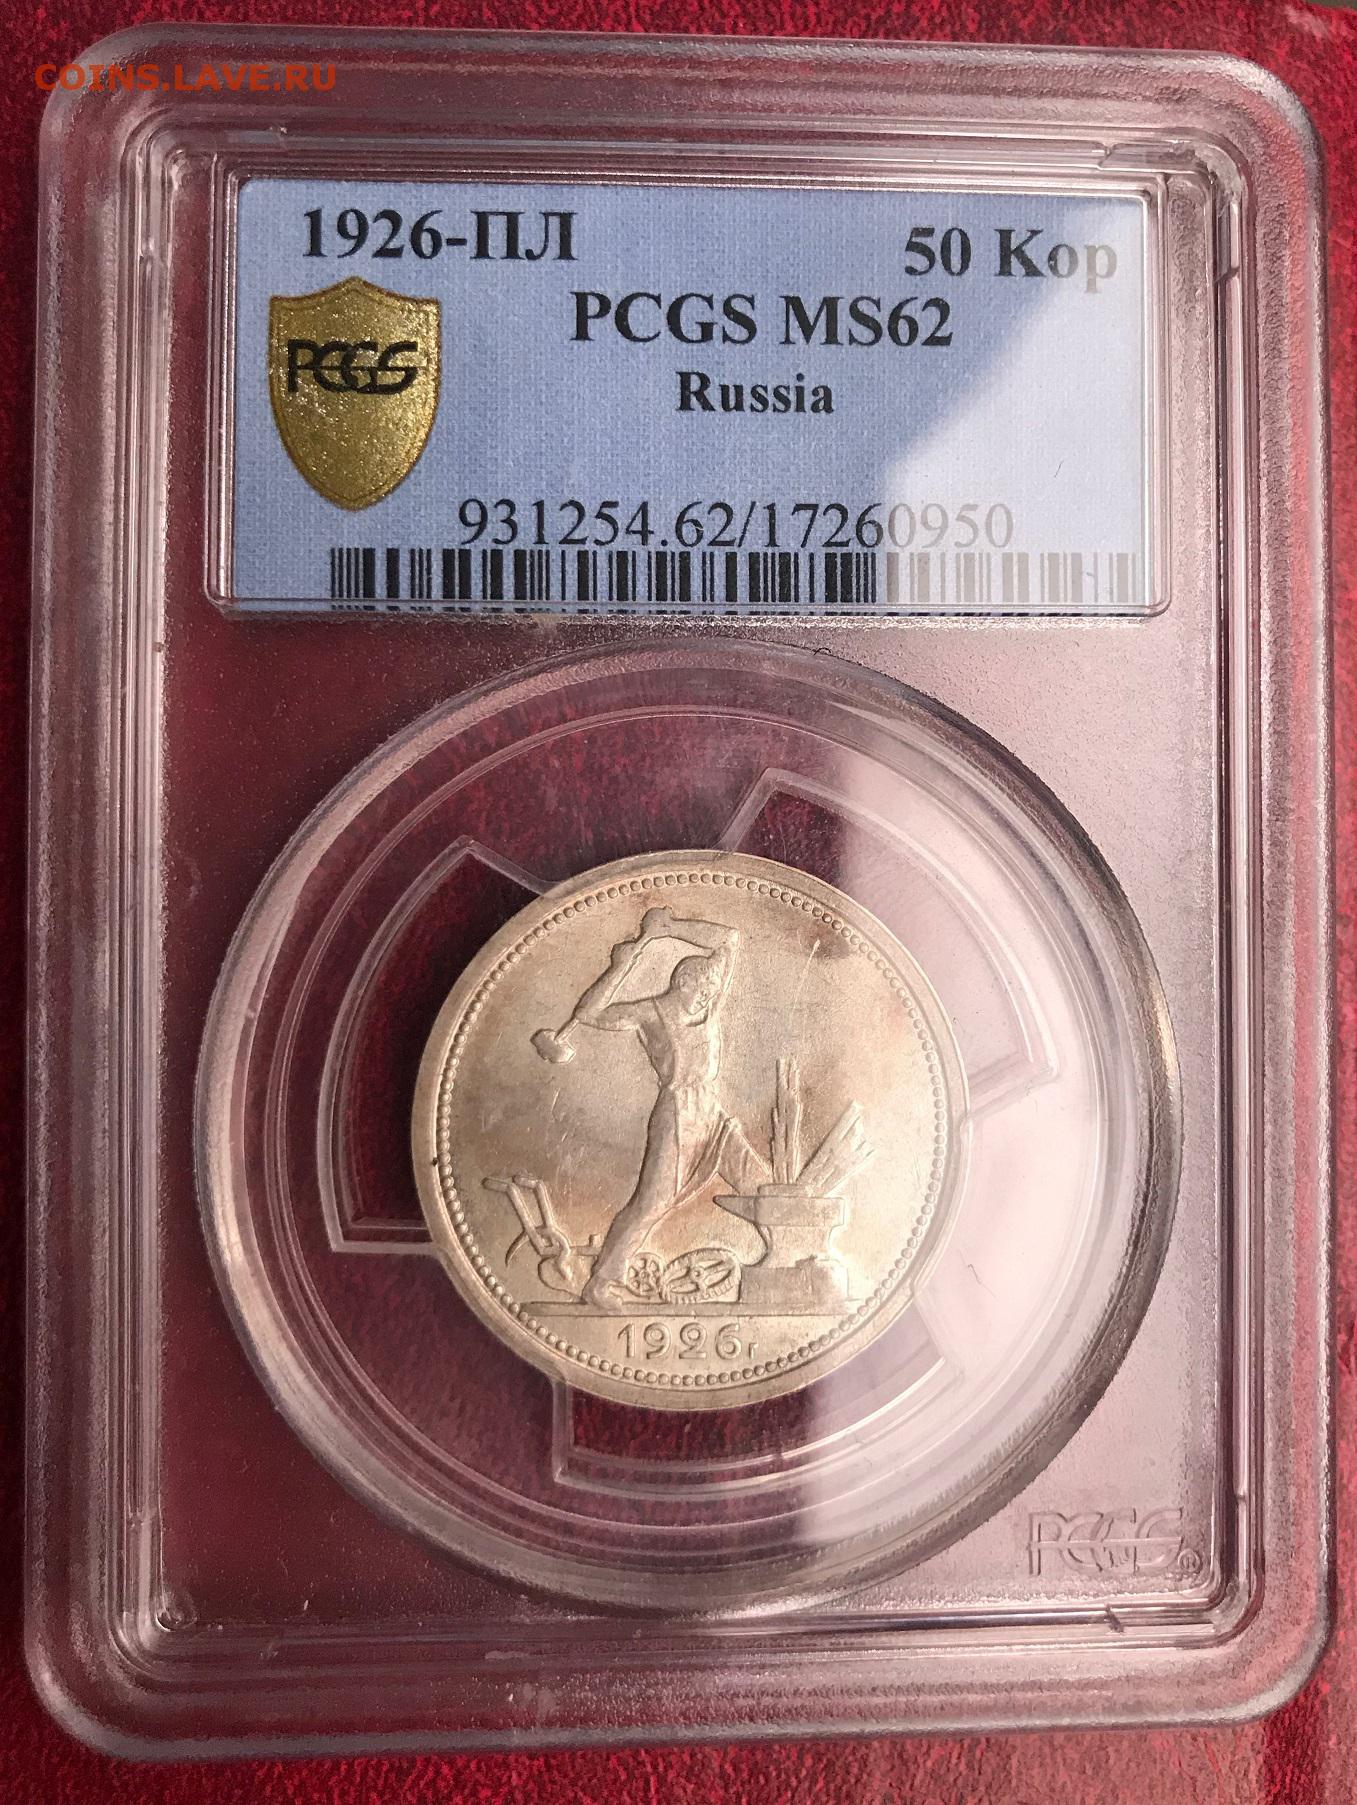 COINS.LAVE.RU
1926-ПЛ
50 Kop
PCGS MS62
PCGS
Russia
931254.62/17260950
1926г
PCGS®